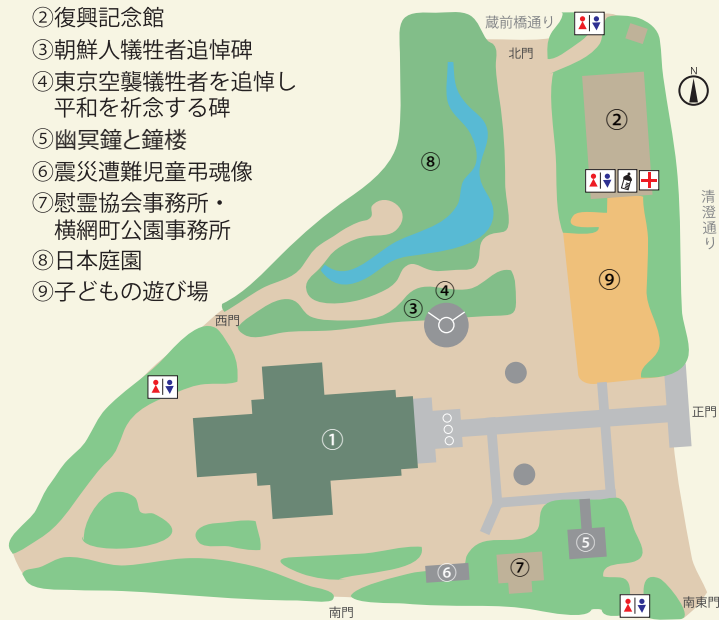 ②復興記念館
③朝鮮人犠牲者追悼碑
④東京空襲犠牲者を追悼し
平和を祈念する碑
⑤幽冥鐘と鐘楼
⑥震災遭難児童弔魂像
⑦慰霊協会事務所・
横網町公園事務所
⑧日本庭園
⑨子どもの遊び場
蔵前橋通り
北門
N
②
⑧
清澄通り
⑨
④
③
西門
正門
①
⑤
⑦
⑥
南門
南東門